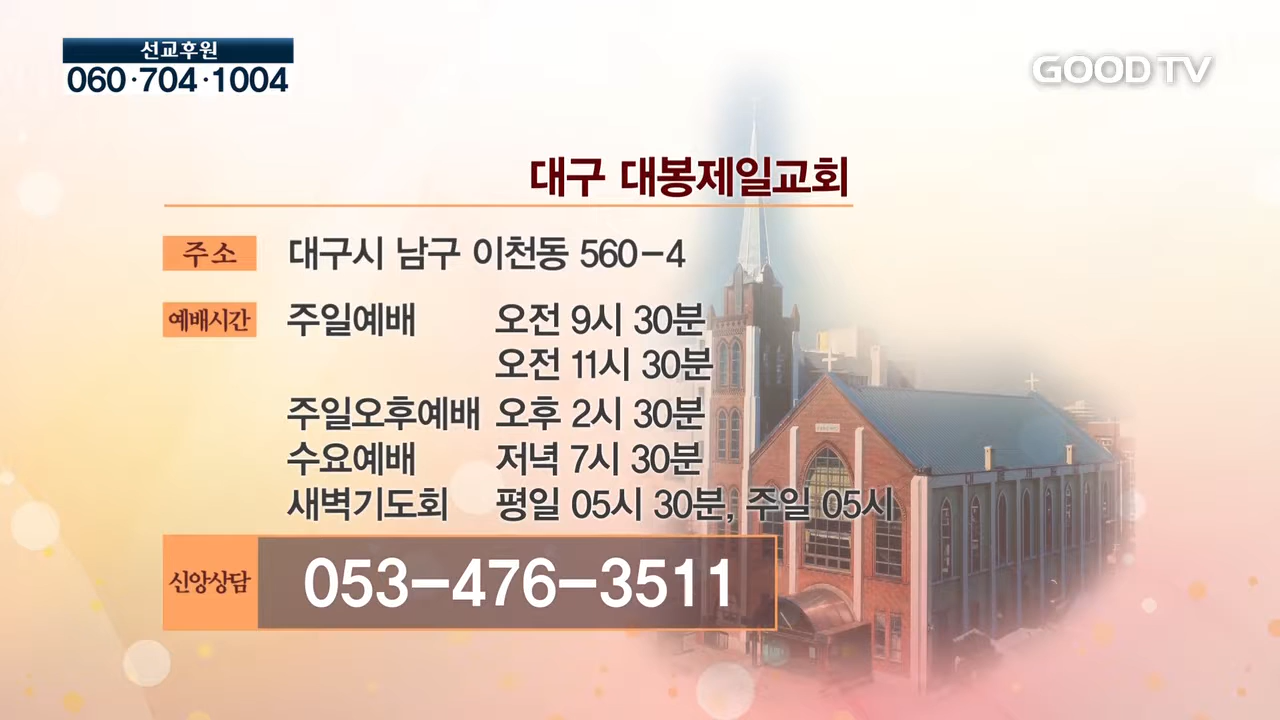 선교후원
060·704·1004
GOOD TV
대구 대봉제일교회
주소 대구시 남구 이천동 560-4
예배시간 주일예배 오전 9시 30분
오전 11시 30분
주일오후예배 오후 2시 30분
수요예배 저녁 7시 30분
새벽기도회 평일 05시 30분, 주일 05시
신앙상담 053-476-3511